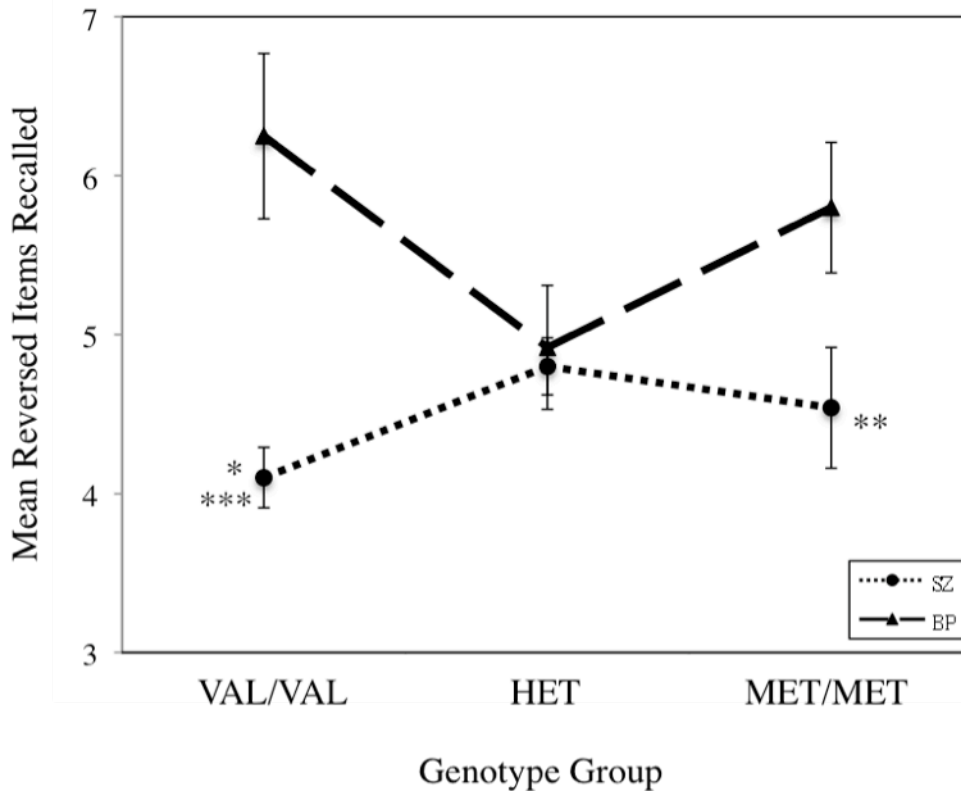 Mean Reversed Items Recalled
7
6
5
4
3
*
***
**
SZ
BP
VAL/VAL HET MET/MET
Genotype Group